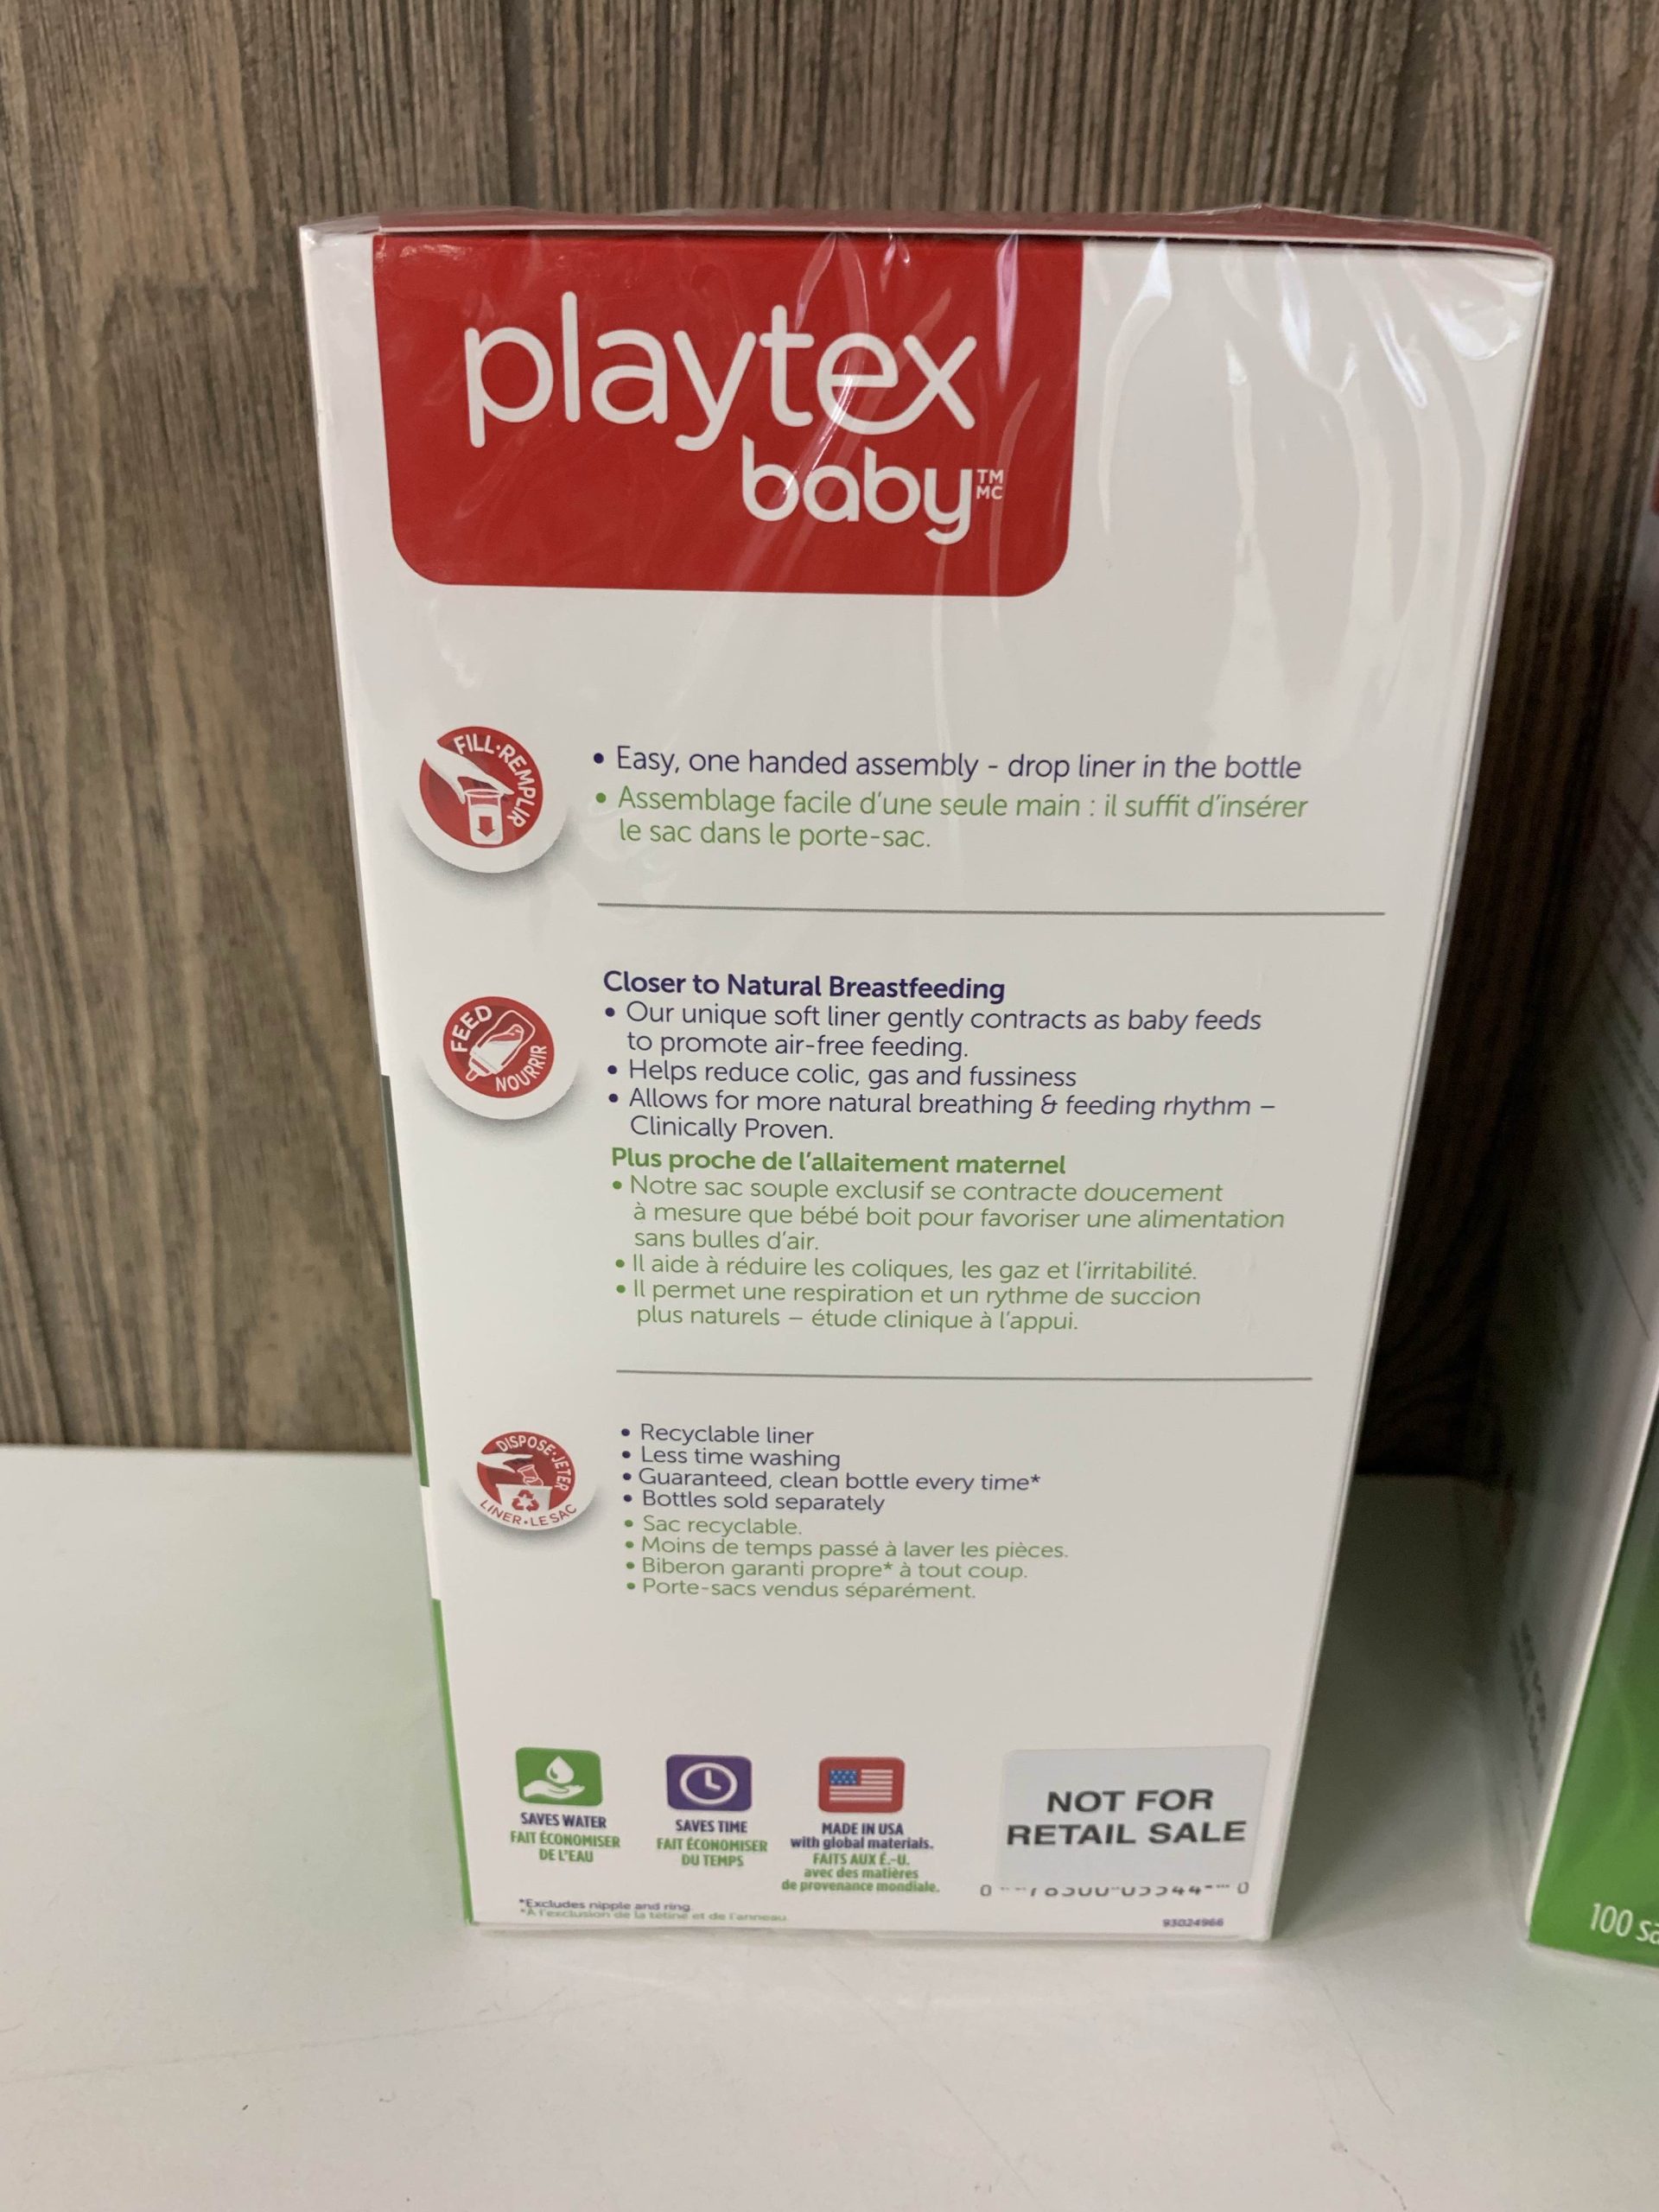 playtex
baby™
MC
FILL·REMPLIR
• Easy, one handed assembly - drop liner in the bottle
• Assemblage facile d'une seule main : il suffit d'insérer
le sac dans le porte-sac.
FEED
NOURRIR
Closer to Natural Breastfeeding
• Our unique soft liner gently contracts as baby feeds
to promote air-free feeding.
• Helps reduce colic, gas and fussiness
• Allows for more natural breathing & feeding rhythm –
Clinically Proven.
Plus proche de l'allaitement maternel
• Notre sac souple exclusif se contracte doucement
à mesure que bébé boit pour favoriser une alimentation
sans bulles d'air.
• Il aide à réduire les coliques, les gaz et l'irritabilité.
• Il permet une respiration et un rythme de succion
plus naturels – étude clinique à l'appui.
DISPOSE·JETER
LINER·LE SAC
• Recyclable liner
• Less time washing
• Guaranteed, clean bottle every time*
• Bottles sold separately
• Sac recyclable.
• Moins de temps passé à laver les pièces.
• Biberon garanti propre* à tout coup.
• Porte-sacs vendus séparément.
SAVES WATER
FAIT ÉCONOMISER
DE L'EAU
SAVES TIME
FAIT ÉCONOMISER
DU TEMPS
MADE IN USA
with global materials.
FAITS AUX É.-U.
avec des matières
de provenance mondiale.
NOT FOR
RETAIL SALE
*Excludes nipple and ring.
*À l'exclusion de la tétine et de l'anneau.
93024966
100